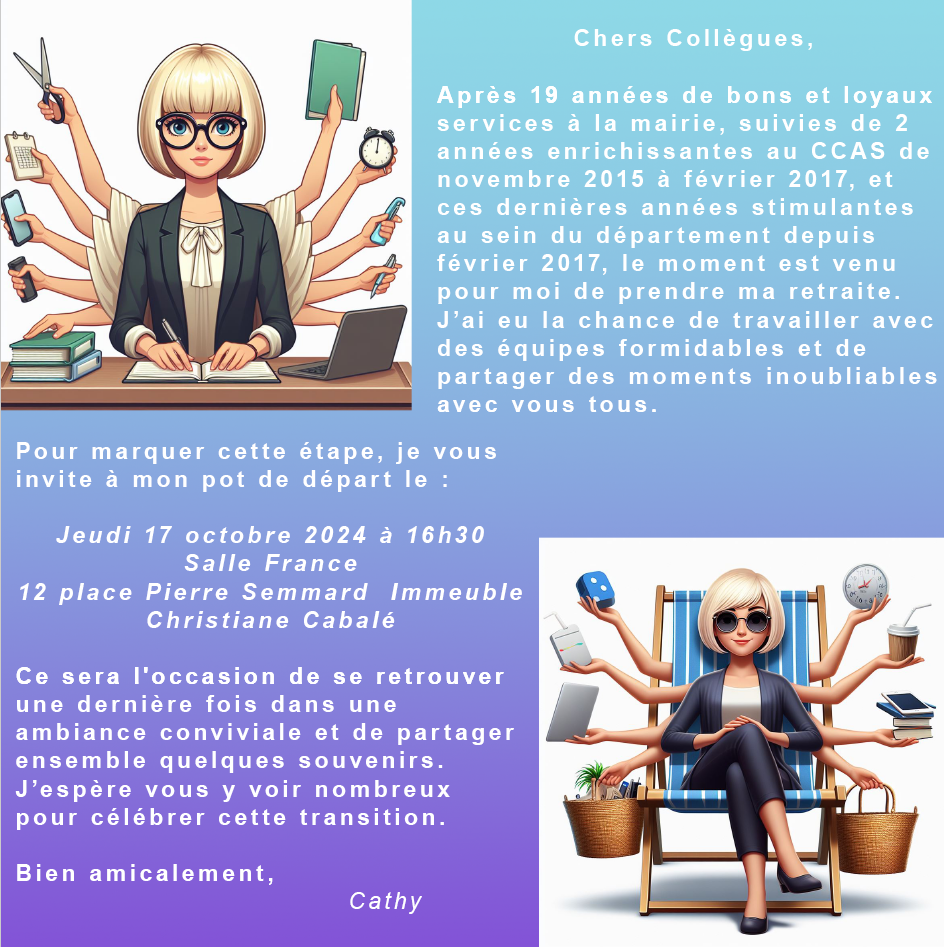 Chers Collègues,
Après 19 années de bons et loyaux
services à la mairie, suivies de 2
années enrichissantes au CCAS de
novembre 2015 à février 2017, et
ces dernières années stimulantes
au sein du département depuis
février 2017, le moment est venu
pour moi de prendre ma retraite.
J’ai eu la chance de travailler avec
des équipes formidables et de
partager des moments inoubliables
avec vous tous.
Pour marquer cette étape, je vous
invite à mon pot de départ le :
Jeudi 17 octobre 2024 à 16h30
Salle France
12 place Pierre Semmard  Immeuble
Christiane Cabalé
Ce sera l'occasion de se retrouver
une dernière fois dans une
ambiance conviviale et de partager
ensemble quelques souvenirs.
J’espère vous y voir nombreux
pour célébrer cette transition.
Bien amicalement,
Cathy